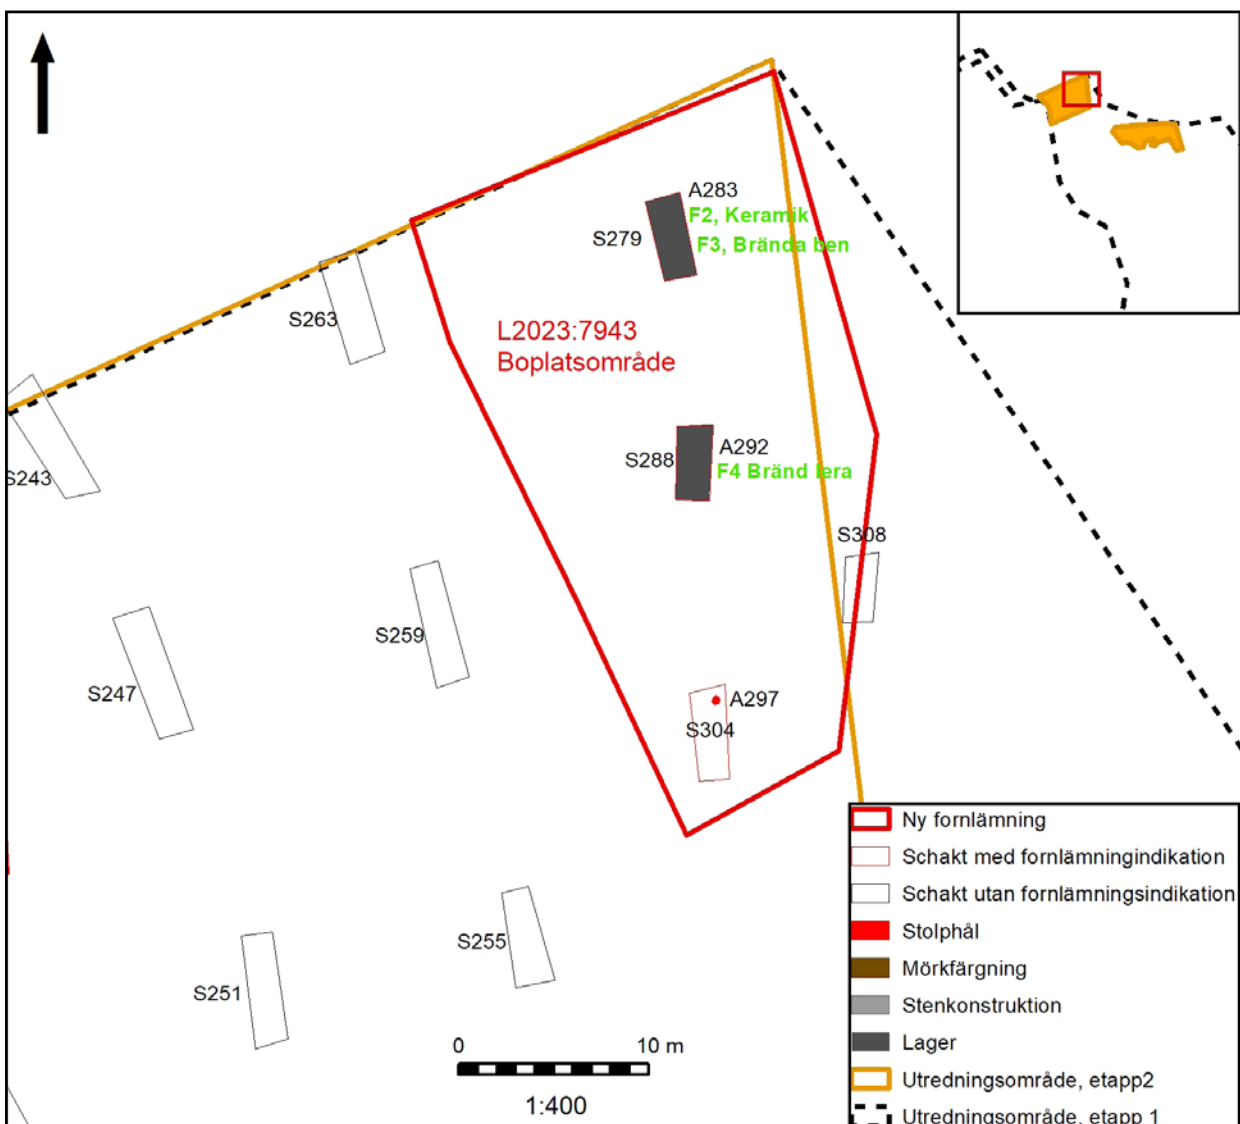 A283
F2, Keramik
S279
F3, Brända ben
S263
L2023:7943
Boplatsområde
A292
S288
F4 Bränd lera
S243
S308
S259
S247
A297
S304
S255
S251
0 10 m
1:400
Ny fornlämning
Schakt med fornlämningindikation
Schakt utan fornlämningsindikation
Stolphål
Mörkfärgning
Stenkonstruktion
Lager
Utredningsområde, etapp2
Utredningsområde, etapp 1